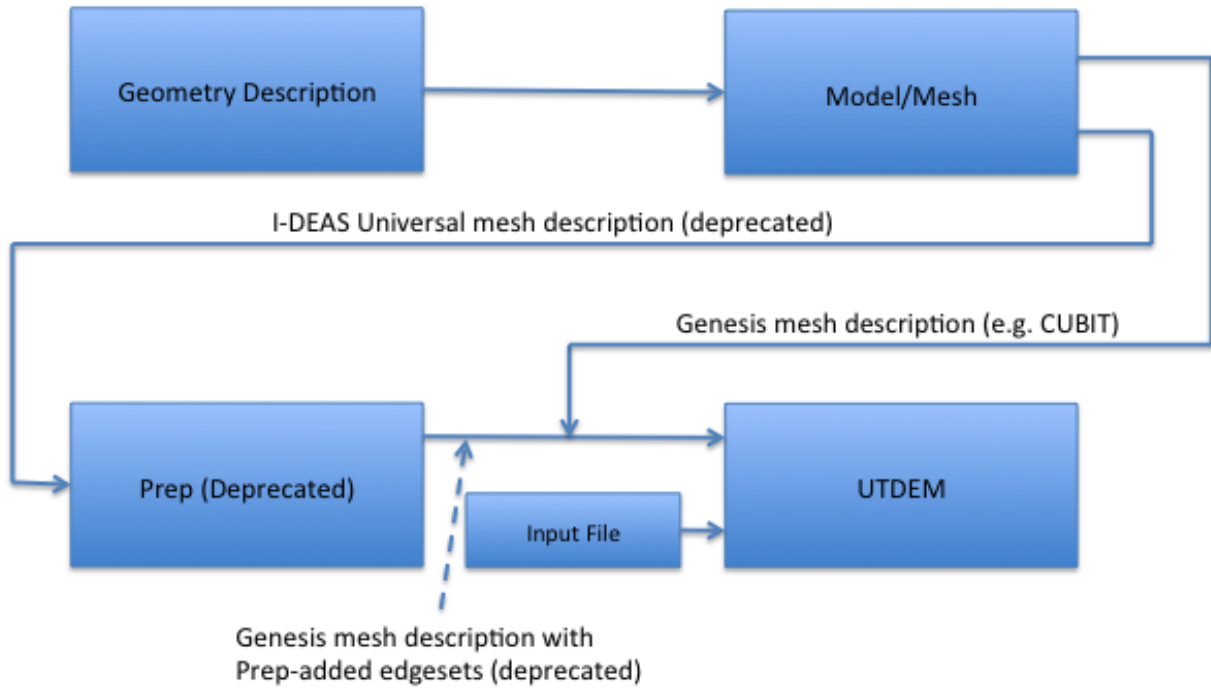 Geometry Description
Model/Mesh
I-DEAS Universal mesh description (deprecated)
Genesis mesh description (e.g. CUBIT)
Prep (Deprecated)
UTDEM
Input File
Genesis mesh description with
Prep-added edgesets (deprecated)